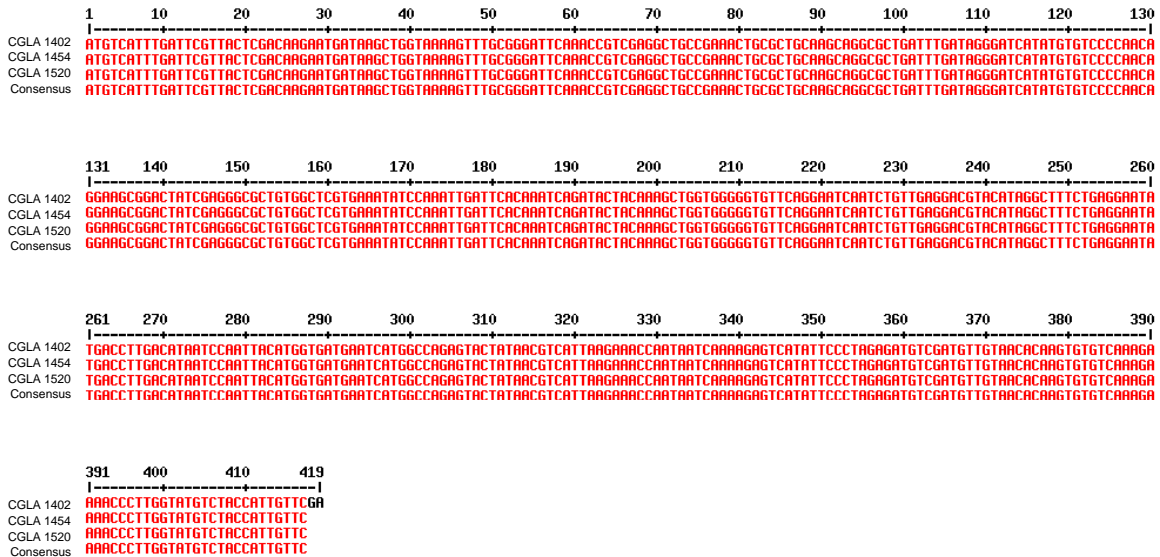 1 10 20 30 40 50 60 70 80 90 100 110 120 130
CGLA 1402 ATGTCATTTGATTCGTTACTCGACAAGAATGATAAGCTGGTAAAAGTTTGCGGGATTCAAACCGTCGAGGCTGCCGAAACTGCGCTGCAAGCAGGCGCTGATTTGATAGGGATCATATGTGTCCCCAACA
CGLA 1454 ATGTCATTTGATTCGTTACTCGACAAGAATGATAAGCTGGTAAAAGTTTGCGGGATTCAAACCGTCGAGGCTGCCGAAACTGCGCTGCAAGCAGGCGCTGATTTGATAGGGATCATATGTGTCCCCAACA
CGLA 1520 ATGTCATTTGATTCGTTACTCGACAAGAATGATAAGCTGGTAAAAGTTTGCGGGATTCAAACCGTCGAGGCTGCCGAAACTGCGCTGCAAGCAGGCGCTGATTTGATAGGGATCATATGTGTCCCCAACA
Consensus ATGTCATTTGATTCGTTACTCGACAAGAATGATAAGCTGGTAAAAGTTTGCGGGATTCAAACCGTCGAGGCTGCCGAAACTGCGCTGCAAGCAGGCGCTGATTTGATAGGGATCATATGTGTCCCCAACA
131 140 150 160 170 180 190 200 210 220 230 240 250 260
CGLA 1402 GGAAGCGGACTATCGAGGGCGCTGTGGCTCGTGAAATATCCAAATTGATTCACAAATCAGATACTACAAAGCTGGTGGGGGTGTTCAGGAATCAATCTGTTGAGGACGTACATAGGCTTTCTGAGGAATA
CGLA 1454 GGAAGCGGACTATCGAGGGCGCTGTGGCTCGTGAAATATCCAAATTGATTCACAAATCAGATACTACAAAGCTGGTGGGGGTGTTCAGGAATCAATCTGTTGAGGACGTACATAGGCTTTCTGAGGAATA
CGLA 1520 GGAAGCGGACTATCGAGGGCGCTGTGGCTCGTGAAATATCCAAATTGATTCACAAATCAGATACTACAAAGCTGGTGGGGGTGTTCAGGAATCAATCTGTTGAGGACGTACATAGGCTTTCTGAGGAATA
Consensus GGAAGCGGACTATCGAGGGCGCTGTGGCTCGTGAAATATCCAAATTGATTCACAAATCAGATACTACAAAGCTGGTGGGGGTGTTCAGGAATCAATCTGTTGAGGACGTACATAGGCTTTCTGAGGAATA
261 270 280 290 300 310 320 330 340 350 360 370 380 390
CGLA 1402 TGACCTTGACATAATCCAATTACATGGTGATGAATCATGGCCAGAGTACTATAACGTCATTAAGAAACCAATAATCAAAAGAGTCATATTCCCTAGAGATGTCGATGTTGTAACACAAGTGTGTCAAAGA
CGLA 1454 TGACCTTGACATAATCCAATTACATGGTGATGAATCATGGCCAGAGTACTATAACGTCATTAAGAAACCAATAATCAAAAGAGTCATATTCCCTAGAGATGTCGATGTTGTAACACAAGTGTGTCAAAGA
CGLA 1520 TGACCTTGACATAATCCAATTACATGGTGATGAATCATGGCCAGAGTACTATAACGTCATTAAGAAACCAATAATCAAAAGAGTCATATTCCCTAGAGATGTCGATGTTGTAACACAAGTGTGTCAAAGA
Consensus TGACCTTGACATAATCCAATTACATGGTGATGAATCATGGCCAGAGTACTATAACGTCATTAAGAAACCAATAATCAAAAGAGTCATATTCCCTAGAGATGTCGATGTTGTAACACAAGTGTGTCAAAGA
391 400 410 419
CGLA 1402 AAACCCTTGGTATGTCTACCATTGTTCGA
CGLA 1454 AAACCCTTGGTATGTCTACCATTGTTC
CGLA 1520 AAACCCTTGGTATGTCTACCATTGTTC
Consensus AAACCCTTGGTATGTCTACCATTGTTC